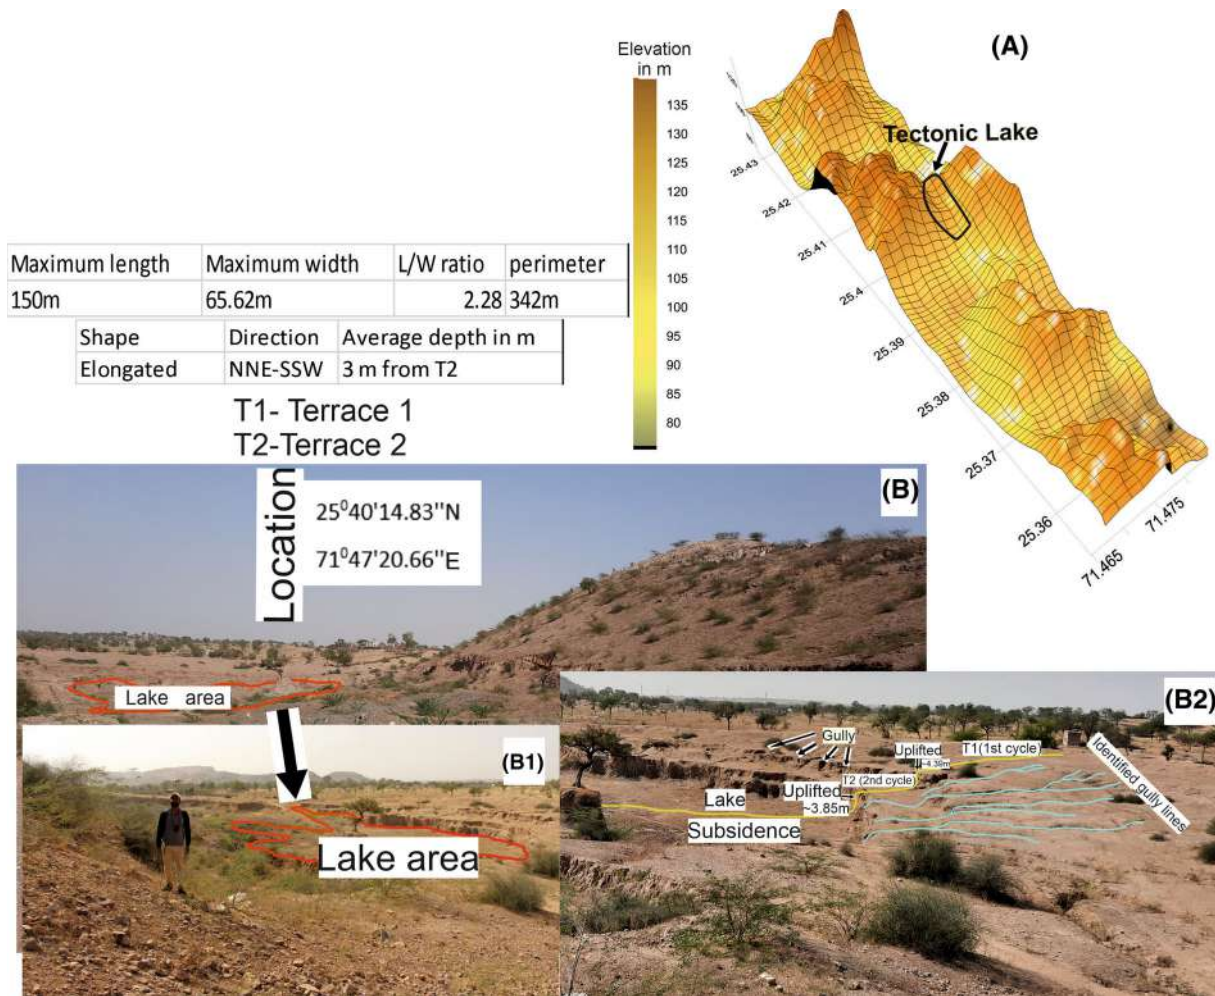 Elevation
in m
135
130
125
120
115
110
105
100
95
90
85
80
(A)
Tectonic Lake
25.43
25.42
25.41
25.4
25.39
25.38
25.37
25.36
71.465
71.475
Maximum length Maximum width L/W ratio perimeter
150m 65.62m 2.28 342m
Shape Direction Average depth in m
Elongated NNE-SSW 3 m from T2
T1- Terrace 1
T2-Terrace 2
Location
25⁰40'14.83''N
71⁰47'20.66''E
(B)
Lake area
(B1)
Lake area
(B2)
Gully
Uplifted
~4.39m
T1(1st cycle)
T2 (2nd cycle)
Uplifted
~3.85m
Lake
Subsidence
Identified gully lines